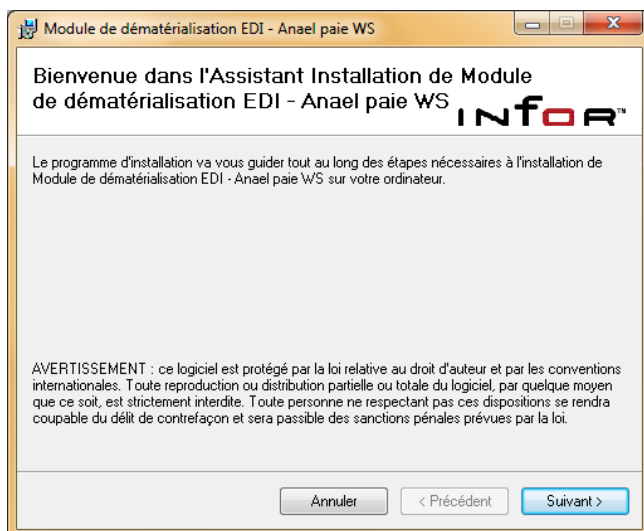 Module de dématérialisation EDI - Anael paie WS
Bienvenue dans l'Assistant Installation de Module
de dématérialisation EDI - Anael paie WS
INFOR™
Le programme d'installation va vous guider tout au long des étapes nécessaires à l'installation de
Module de dématérialisation EDI - Anael paie WS sur votre ordinateur.
AVERTISSEMENT : ce logiciel est protégé par la loi relative au droit d'auteur et par les conventions
internationales. Toute reproduction ou distribution partielle ou totale du logiciel, par quelque moyen
que ce soit, est strictement interdite. Toute personne ne respectant pas ces dispositions se rendra
coupable du délit de contrefaçon et sera passible des sanctions pénales prévues par la loi.
Annuler
< Précédent
Suivant >